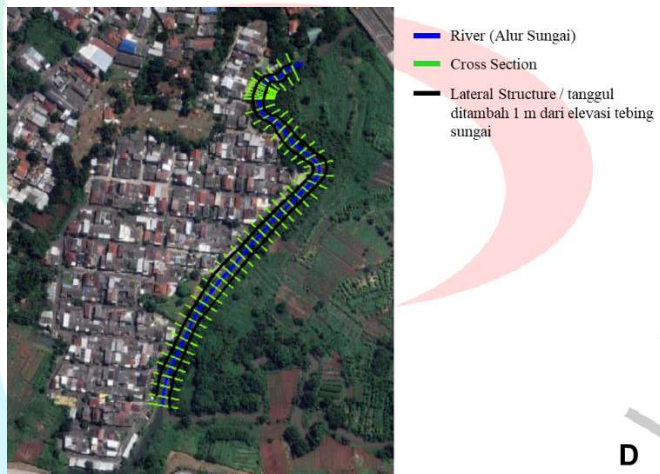 River (Alur Sungai)
Cross Section
Lateral Structure / tanggul
ditambah 1 m dari elevasi tebing
sungai
D